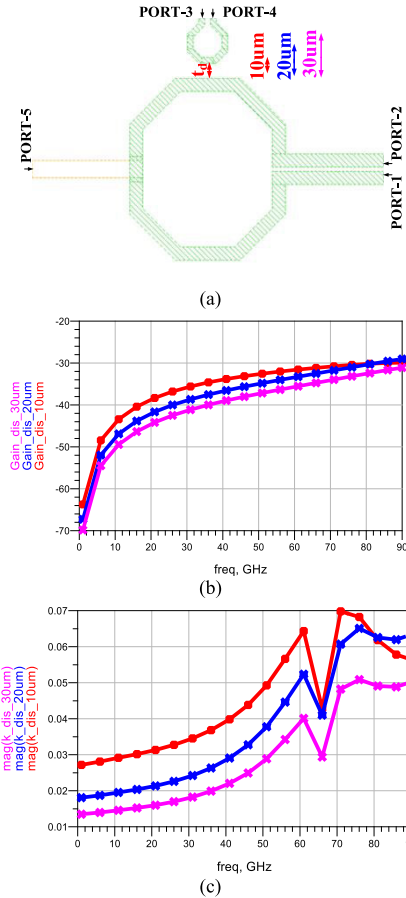 PORT-3 PORT-4
t_d
10um
20um
30um
PORT-5
PORT-2
PORT-1
(a)
Gain_dis_30um
Gain_dis_20um
Gain_dis_10um
-20
-30
-40
-50
-60
-70
0 10 20 30 40 50 60 70 80 90
freq, GHz
(b)
mag(k_dis_30um)
mag(k_dis_20um)
mag(k_dis_10um)
0.07
0.06
0.05
0.04
0.03
0.02
0.01
0 10 20 30 40 50 60 70 80
freq, GHz
(c)